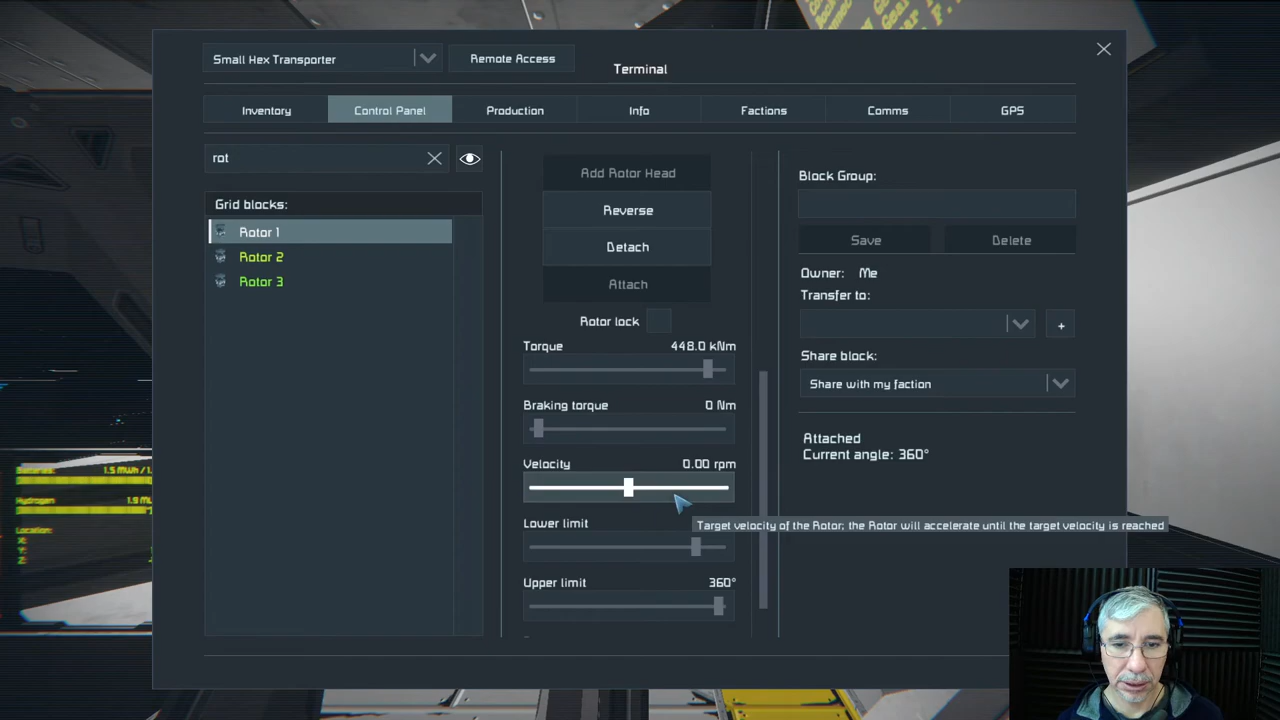 Small Hex Transporter
Remote Access
Terminal
Inventory
Control Panel
Production
Info
Factions
Comms
GPS
rot
Grid blocks:
Rotor 1
Rotor 2
Rotor 3
Add Rotor Head
Reverse
Detach
Attach
Rotor lock
Torque 448.0 kNm
Braking torque 0 Nm
Velocity 0.00 rpm
Target velocity of the Rotor; the Rotor will accelerate until the target velocity is reached
Lower limit
Upper limit 360°
Block Group:
Save
Delete
Owner: Me
Transfer to:
+
Share block:
Share with my faction
Attached
Current angle: 360°
Batteries:
Hydrogen
Location:
X:
Y:
Z: